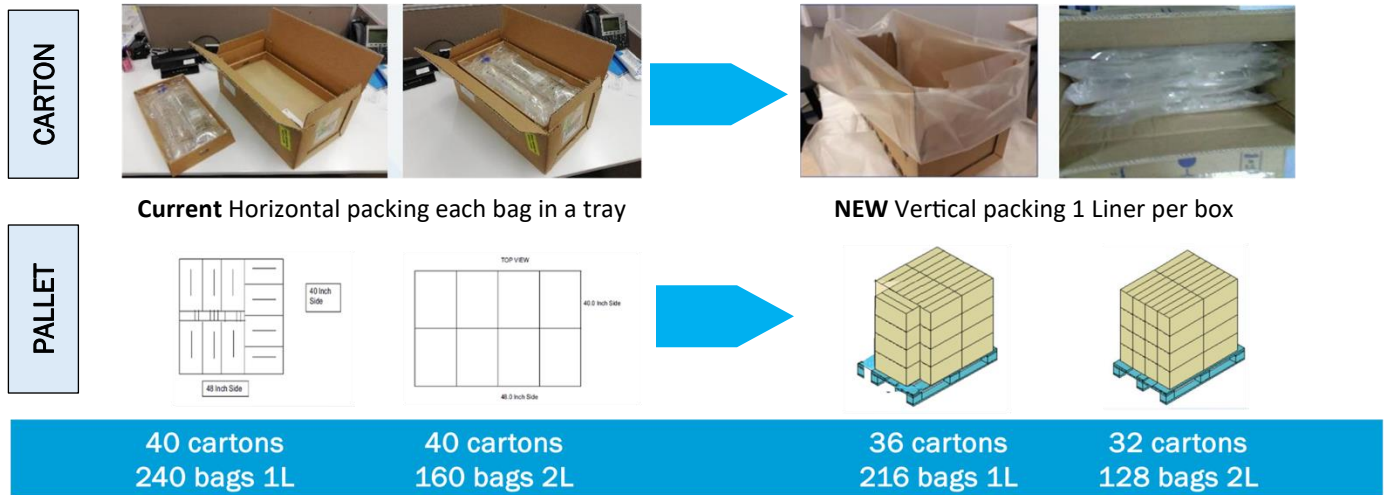 CARTON
Current Horizontal packing each bag in a tray
NEW Vertical packing 1 Liner per box
PALLET
40 Inch
Side
48 Inch Side
TOP VIEW
40.0 Inch Side
48.0 Inch Side
40 cartons
240 bags 1L
40 cartons
160 bags 2L
36 cartons
216 bags 1L
32 cartons
128 bags 2L